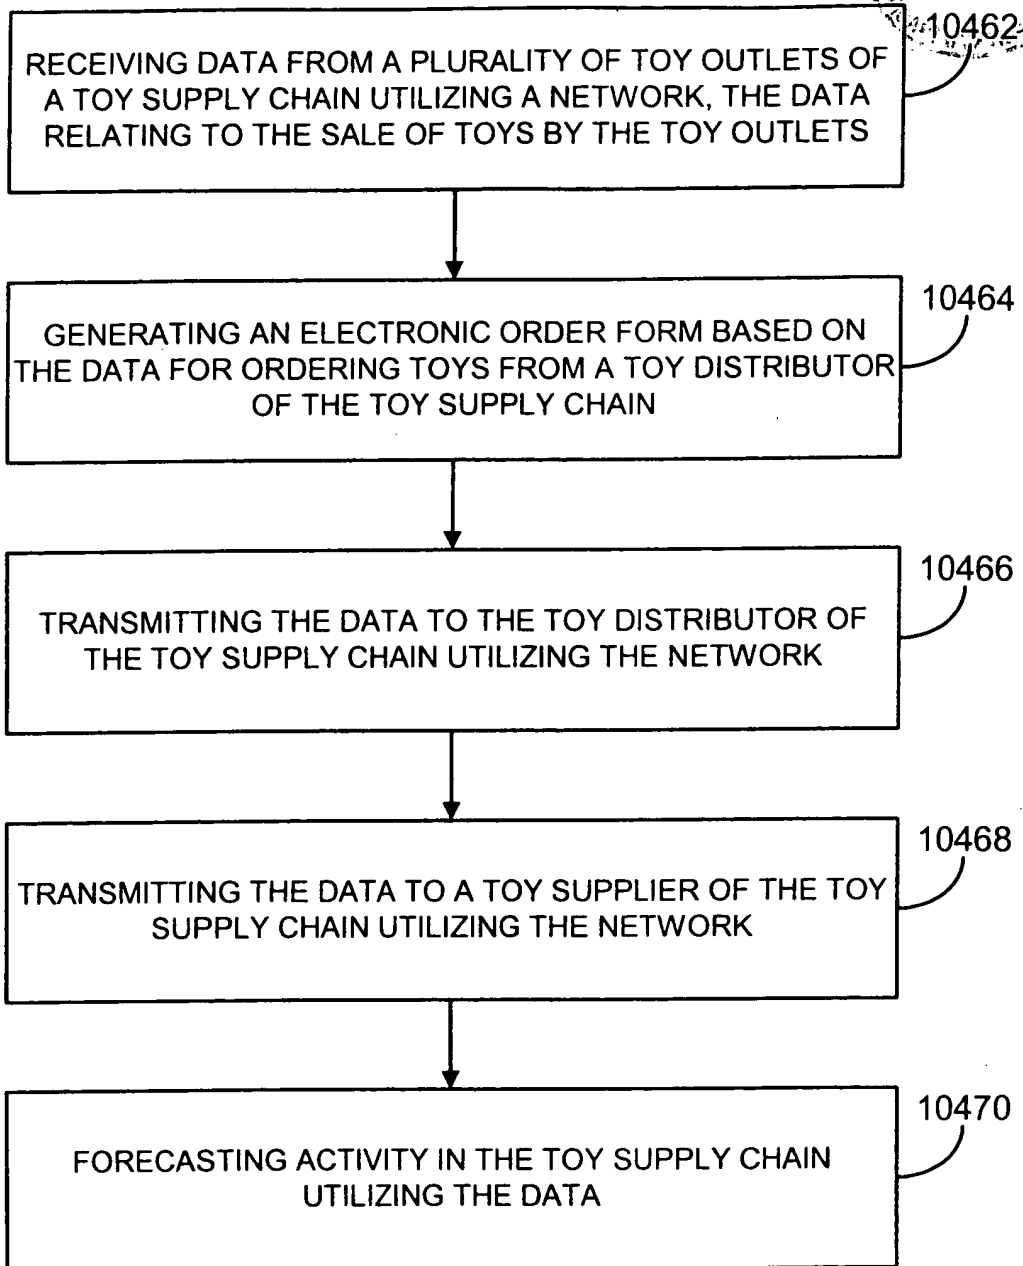 10462
RECEIVING DATA FROM A PLURALITY OF TOY OUTLETS OF
A TOY SUPPLY CHAIN UTILIZING A NETWORK, THE DATA
RELATING TO THE SALE OF TOYS BY THE TOY OUTLETS
10464
GENERATING AN ELECTRONIC ORDER FORM BASED ON
THE DATA FOR ORDERING TOYS FROM A TOY DISTRIBUTOR
OF THE TOY SUPPLY CHAIN
10466
TRANSMITTING THE DATA TO THE TOY DISTRIBUTOR OF
THE TOY SUPPLY CHAIN UTILIZING THE NETWORK
10468
TRANSMITTING THE DATA TO A TOY SUPPLIER OF THE TOY
SUPPLY CHAIN UTILIZING THE NETWORK
10470
FORECASTING ACTIVITY IN THE TOY SUPPLY CHAIN
UTILIZING THE DATA